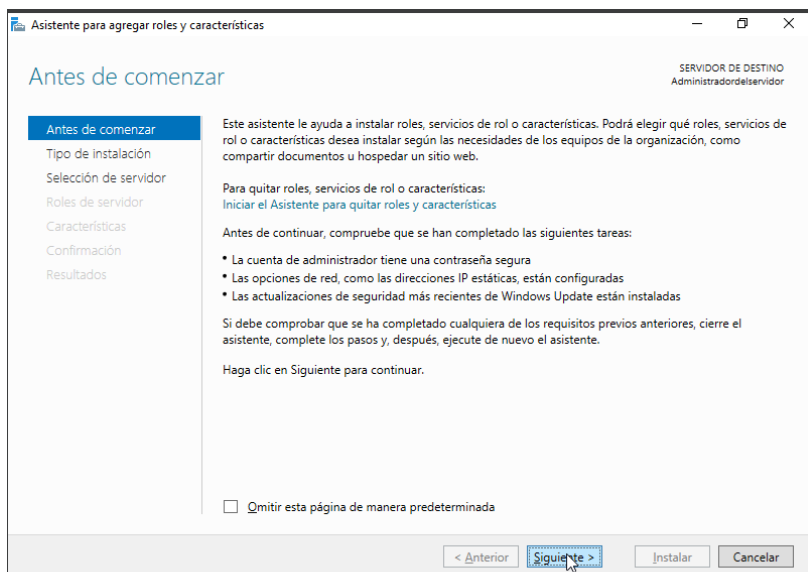 Asistente para agregar roles y características
Antes de comenzar
SERVIDOR DE DESTINO
Administradordelservidor
Antes de comenzar
Tipo de instalación
Selección de servidor
Roles de servidor
Características
Confirmación
Resultados
Este asistente le ayuda a instalar roles, servicios de rol o características. Podrá elegir qué roles, servicios de
rol o características desea instalar según las necesidades de los equipos de la organización, como
compartir documentos u hospedar un sitio web.
Para quitar roles, servicios de rol o características:
Iniciar el Asistente para quitar roles y características
Antes de continuar, compruebe que se han completado las siguientes tareas:
• La cuenta de administrador tiene una contraseña segura
• Las opciones de red, como las direcciones IP estáticas, están configuradas
• Las actualizaciones de seguridad más recientes de Windows Update están instaladas
Si debe comprobar que se ha completado cualquiera de los requisitos previos anteriores, cierre el
asistente, complete los pasos y, después, ejecute de nuevo el asistente.
Haga clic en Siguiente para continuar.
Omitir esta página de manera predeterminada
< Anterior
Siguiente >
Instalar
Cancelar